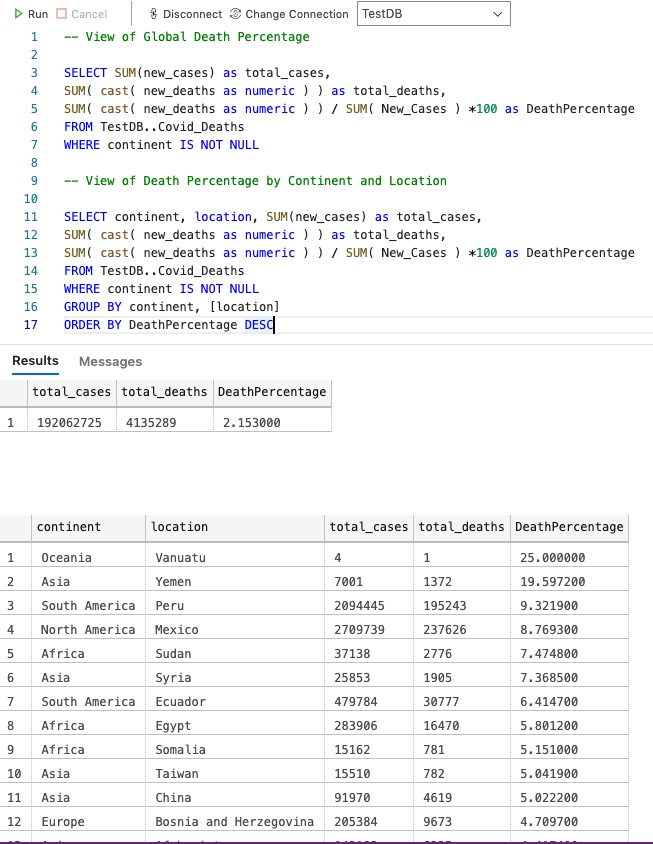 Run Cancel Disconnect Change Connection TestDB
1 -- View of Global Death Percentage
2
3 SELECT SUM(new_cases) as total_cases,
4 SUM( cast( new_deaths as numeric ) ) as total_deaths,
5 SUM( cast( new_deaths as numeric ) ) / SUM( New_Cases ) *100 as DeathPercentage
6 FROM TestDB..Covid_Deaths
7 WHERE continent IS NOT NULL
8
9 -- View of Death Percentage by Continent and Location
10
11 SELECT continent, location, SUM(new_cases) as total_cases,
12 SUM( cast( new_deaths as numeric ) ) as total_deaths,
13 SUM( cast( new_deaths as numeric ) ) / SUM( New_Cases ) *100 as DeathPercentage
14 FROM TestDB..Covid_Deaths
15 WHERE continent IS NOT NULL
16 GROUP BY continent, [location]
17 ORDER BY DeathPercentage DESC
Results Messages
total_cases total_deaths DeathPercentage
1 192062725 4135289 2.153000
continent location total_cases total_deaths DeathPercentage
1 Oceania Vanuatu 4 1 25.000000
2 Asia Yemen 7001 1372 19.597200
3 South America Peru 2094445 195243 9.321900
4 North America Mexico 2709739 237626 8.769300
5 Africa Sudan 37138 2776 7.474800
6 Asia Syria 25853 1905 7.368500
7 South America Ecuador 479784 30777 6.414700
8 Africa Egypt 283906 16470 5.801200
9 Africa Somalia 15162 781 5.151000
10 Asia Taiwan 15510 782 5.041900
11 Asia China 91970 4619 5.022200
12 Europe Bosnia and Herzegovina 205384 9673 4.709700